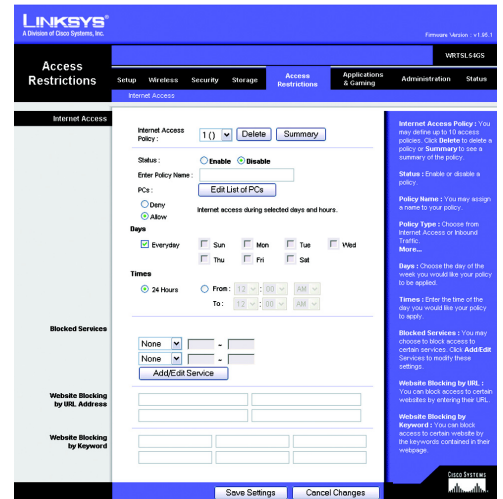 LINKSYS®
A Division of Cisco Systems, Inc.
Firmware Version : v1.95.1
WRTSL54GS
Access Restrictions
Setup Wireless Security Storage Access Restrictions Applications & Gaming Administration Status
Internet Access
Internet Access
Internet Access Policy : 1 () Delete Summary
Status : Enable Disable
Enter Policy Name :
PCs : Edit List of PCs
Deny
Allow
Internet access during selected days and hours.
Days
Everyday Sun Mon Tue Wed
Thu Fri Sat
Times
24 Hours From : 12 : 00 AM
To : 12 : 00 AM
Blocked Services
None ~
None ~
Add/Edit Service
Website Blocking
by URL Address
Website Blocking
by Keyword
Save Settings Cancel Changes
Internet Access Policy : You
may define up to 10 access
policies. Click Delete to delete a
policy or Summary to see a
summary of the policy.
Status : Enable or disable a
policy.
Policy Name : You may assign
a name to your policy.
Policy Type : Choose from
Internet Access or Inbound
Traffic.
More...
Days : Choose the day of the
week you would like your policy
to be applied.
Times : Enter the time of the
day you would like your policy
to apply.
Blocked Services : You may
choose to block access to
certain services. Click Add/Edit
Services to modify these
settings.
Website Blocking by URL :
You can block access to certain
websites by entering their URL.
Website Blocking by
Keyword : You can block
access to certain website by
the keywords contained in their
webpage.
CISCO SYSTEMS